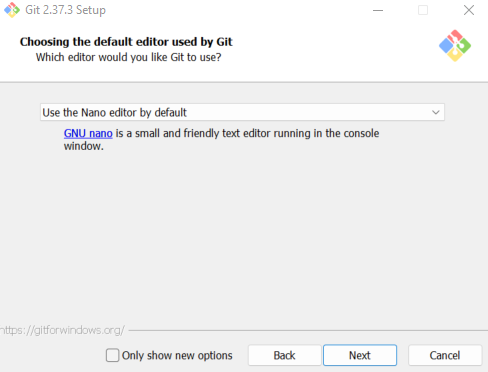 Git 2.37.3 Setup
Choosing the default editor used by Git
Which editor would you like Git to use?
Use the Nano editor by default
GNU nano is a small and friendly text editor running in the console
window.
https://gitforwindows.org/
Only show new options
Back
Next
Cancel